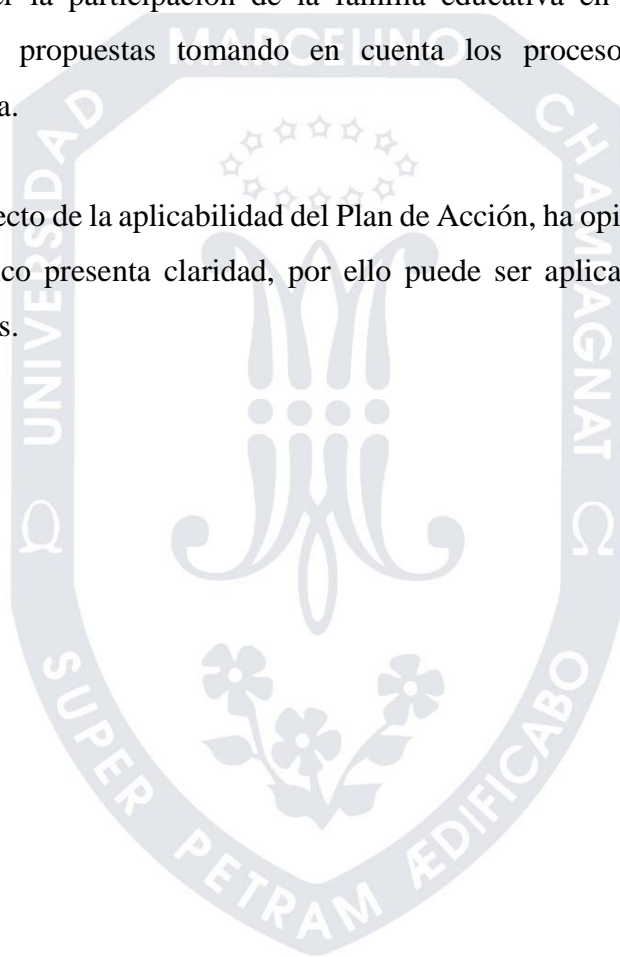 er la participación de la familia educativa en
propuestas tomando en cuenta los proceso
a.
ecto de la aplicabilidad del Plan de Acción, ha opi
co presenta claridad, por ello puede ser aplica
s.
UNIVERSIDAD MARCELINO CHAMPAGNAT
SUPER PETRAM ÆDIFICABO